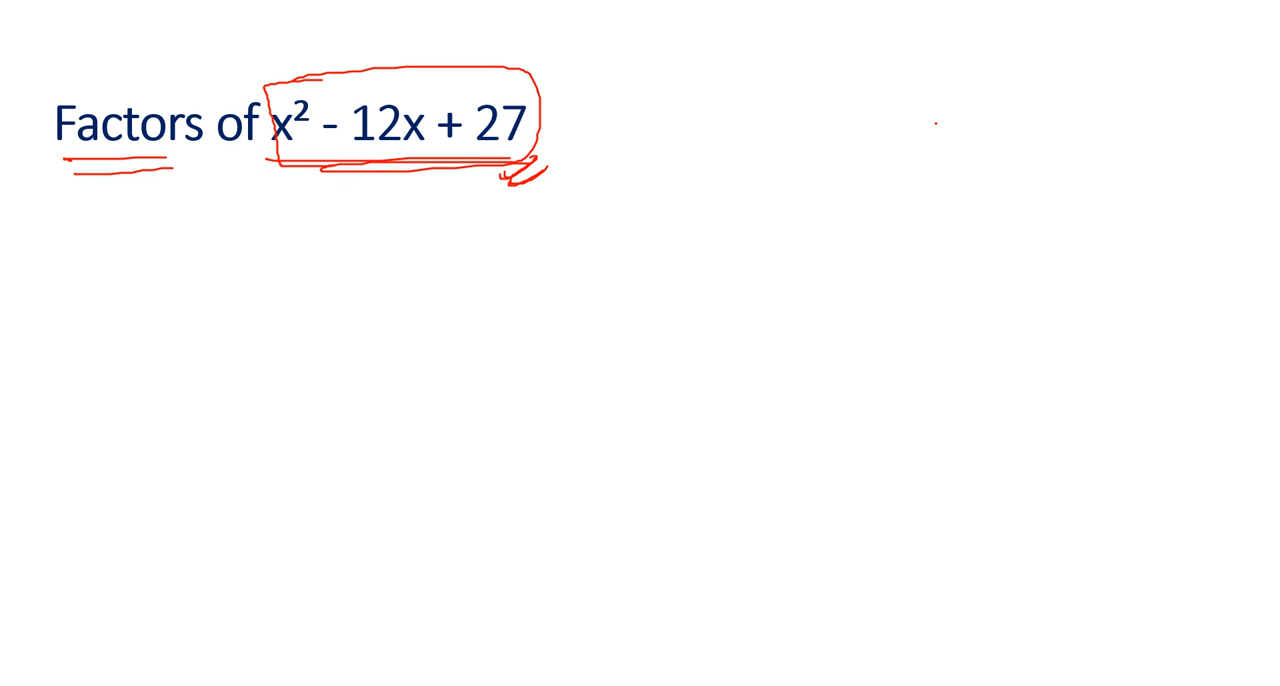 Factors of x² - 12x + 27